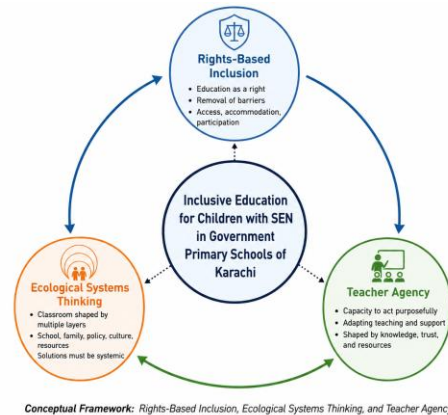 Rights-Based
Inclusion
• Education as a right
• Removal of barriers
• Access, accommodation,
participation
Inclusive Education
for Children with SEN
in Government
Primary Schools of
Karachi
Ecological Systems
Thinking
• Classroom shaped by
multiple layers
• School, family, policy, culture,
resources
Solutions must be systemic
Teacher Agency
• Capacity to act purposefully
• Adapting teaching and support
• Shaped by knowledge, trust,
and resources
Conceptual Framework: Rights-Based Inclusion, Ecological Systems Thinking, and Teacher Agency